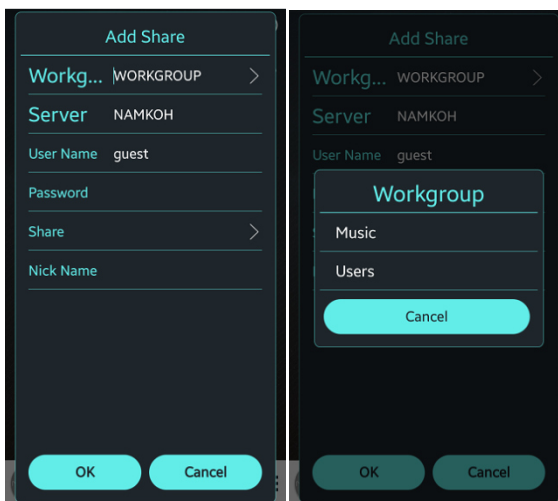 Add Share
Workg... WORKGROUP
Server NAMKOH
User Name guest
Password
Share
Nick Name
OK Cancel
Add Share
Workg... WORKGROUP
Server NAMKOH
User Name guest
Workgroup
Music
Users
Cancel
OK Cancel